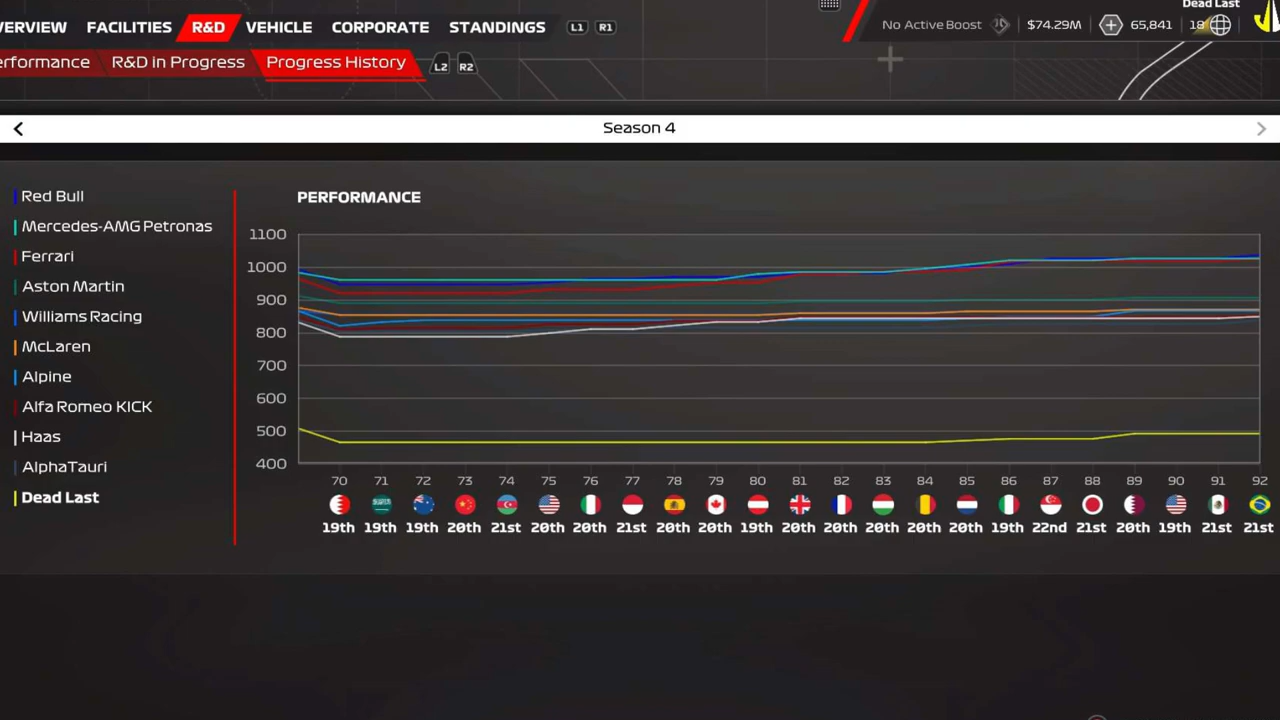 Dead Last
VERVIEW FACILITIES R&D VEHICLE CORPORATE STANDINGS L1 R1 No Active Boost $74.29M 65,841 18
erformance R&D in Progress Progress History L2 R2
Season 4
Red Bull
Mercedes-AMG Petronas
Ferrari
Aston Martin
Williams Racing
McLaren
Alpine
Alfa Romeo KICK
Haas
AlphaTauri
Dead Last
PERFORMANCE
1100
1000
900
800
700
600
500
400
70 71 72 73 74 75 76 77 78 79 80 81 82 83 84 85 86 87 88 89 90 91 92
19th 19th 19th 20th 21st 20th 20th 21st 20th 20th 19th 20th 20th 20th 20th 20th 19th 22nd 21st 20th 19th 21st 21st